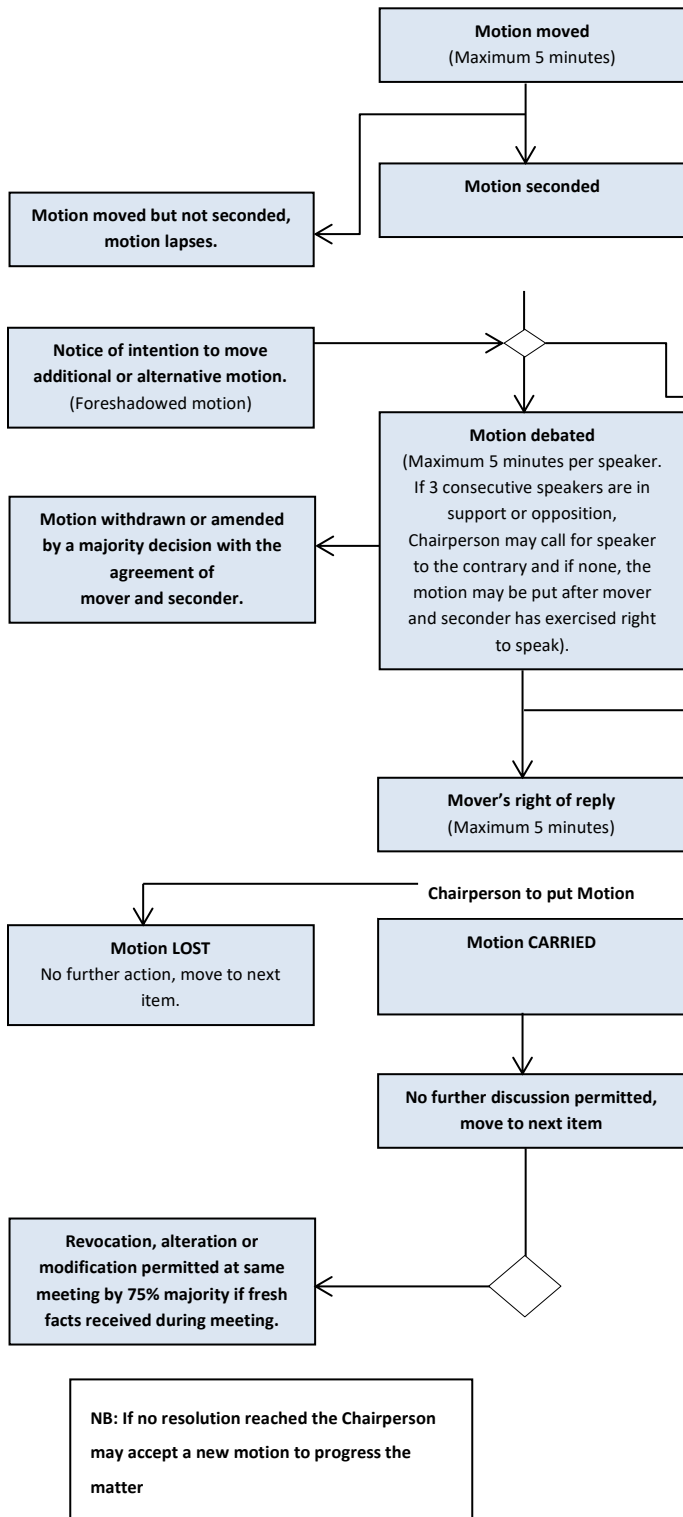 Motion moved
(Maximum 5 minutes)
Motion seconded
Motion moved but not seconded,
motion lapses.
Notice of intention to move
additional or alternative motion.
(Foreshadowed motion)
Motion debated
(Maximum 5 minutes per speaker.
If 3 consecutive speakers are in
support or opposition,
Chairperson may call for speaker
to the contrary and if none, the
motion may be put after mover
and seconder has exercised right
to speak).
Motion withdrawn or amended
by a majority decision with the
agreement of
mover and seconder.
Mover’s right of reply
(Maximum 5 minutes)
Chairperson to put Motion
Motion LOST
No further action, move to next
item.
Motion CARRIED
No further discussion permitted,
move to next item
Revocation, alteration or
modification permitted at same
meeting by 75% majority if fresh
facts received during meeting.
NB: If no resolution reached the Chairperson
may accept a new motion to progress the
matter